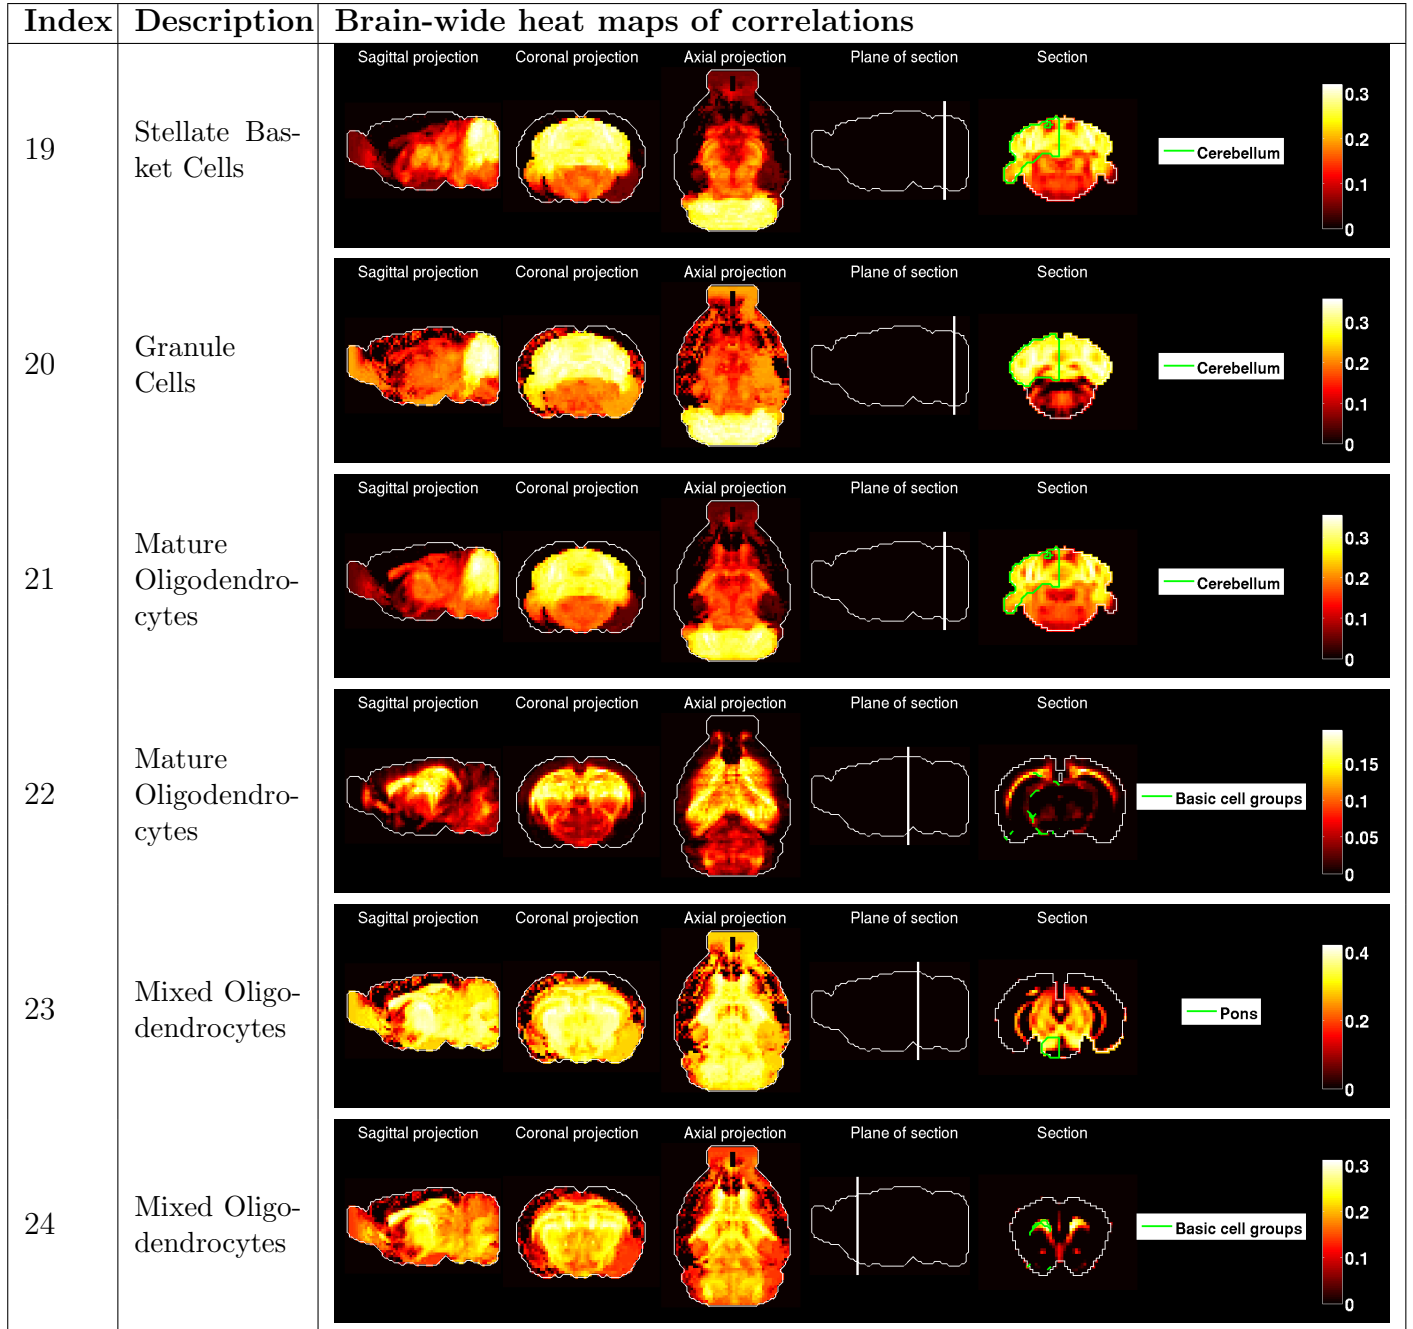 Index Description Brain-wide heat maps of correlations
19
Stellate Bas-
ket Cells
Sagittal projection Coronal projection Axial projection Plane of section Section
Cerebellum
0.3
0.2
0.1
0
20
Granule
Cells
Sagittal projection Coronal projection Axial projection Plane of section Section
Cerebellum
0.3
0.2
0.1
0
21
Mature
Oligodendro-
cytes
Sagittal projection Coronal projection Axial projection Plane of section Section
Cerebellum
0.3
0.2
0.1
0
22
Mature
Oligodendro-
cytes
Sagittal projection Coronal projection Axial projection Plane of section Section
Basic cell groups
0.15
0.1
0.05
0
23
Mixed Oligo-
dendrocytes
Sagittal projection Coronal projection Axial projection Plane of section Section
Pons
0.4
0.2
0
24
Mixed Oligo-
dendrocytes
Sagittal projection Coronal projection Axial projection Plane of section Section
Basic cell groups
0.3
0.2
0.1
0